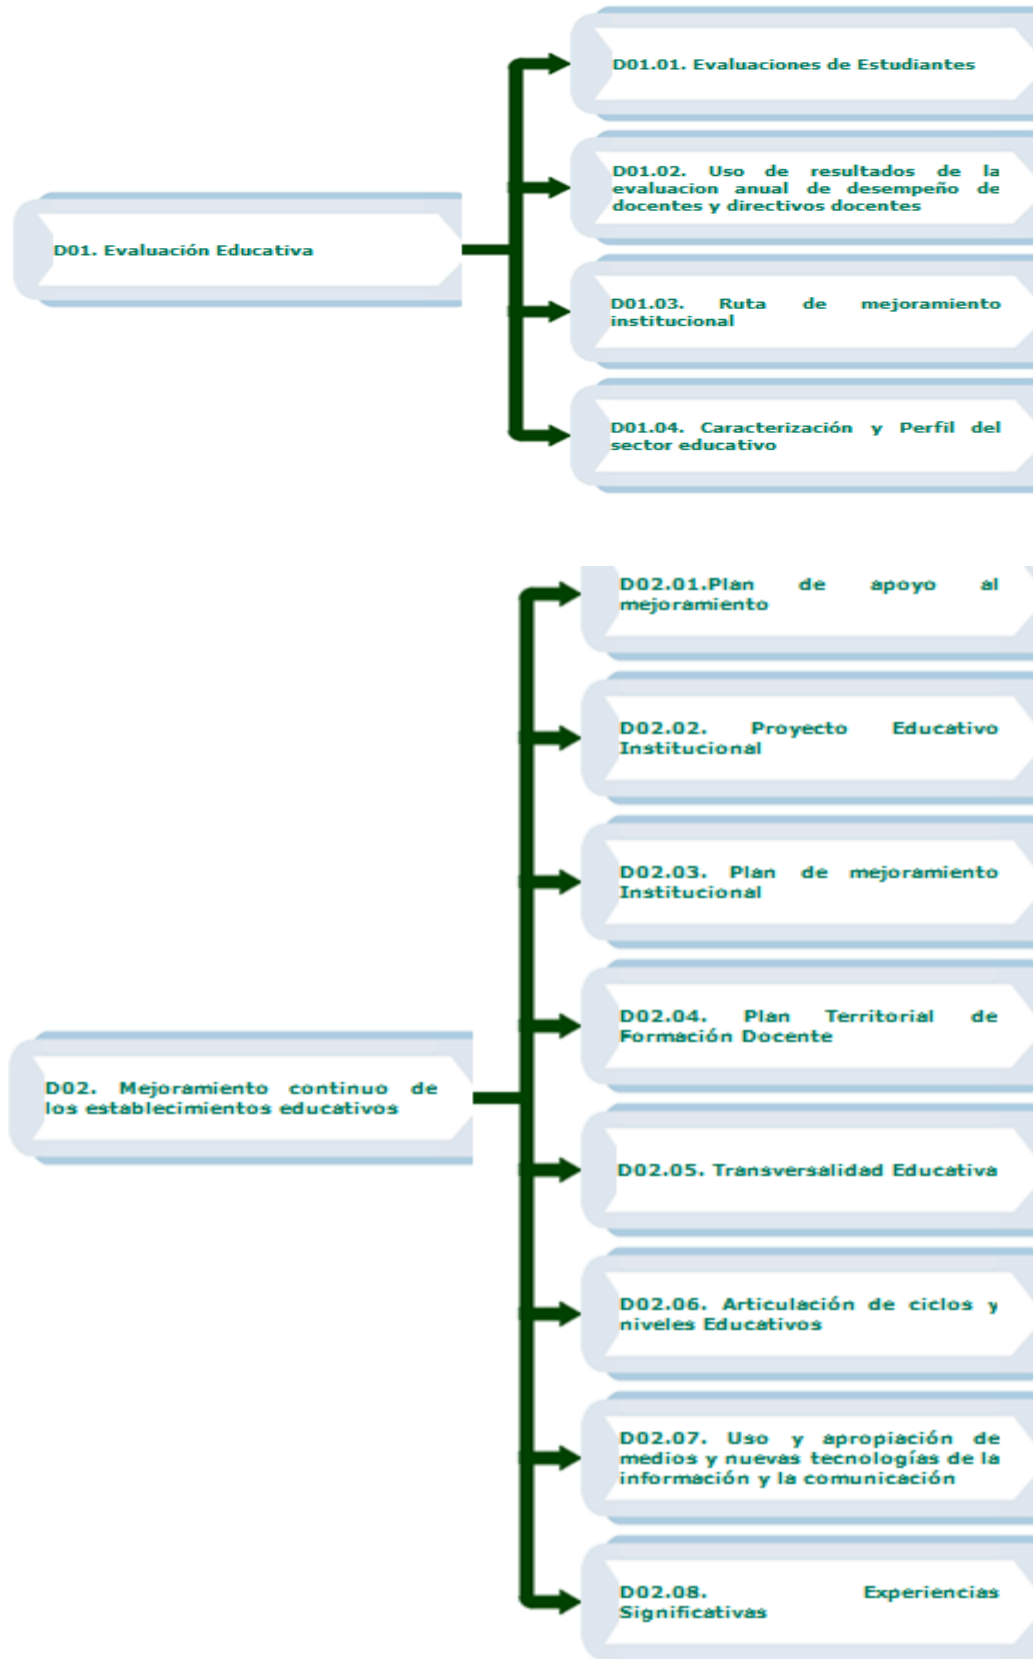 D01. Evaluación Educativa
D01.01. Evaluaciones de Estudiantes
D01.02. Uso de resultados de la
evaluacion anual de desempeño de
docentes y directivos docentes
D01.03. Ruta de mejoramiento
institucional
D01.04. Caracterización y Perfil del
sector educativo
D02. Mejoramiento continuo de
los establecimientos educativos
D02.01.Plan de apoyo al
mejoramiento
D02.02. Proyecto Educativo
Institucional
D02.03. Plan de mejoramiento
Institucional
D02.04. Plan Territorial de
Formación Docente
D02.05. Transversalidad Educativa
D02.06. Articulación de ciclos y
niveles Educativos
D02.07. Uso y apropiación de
medios y nuevas tecnologías de la
información y la comunicación
D02.08. Experiencias
Significativas